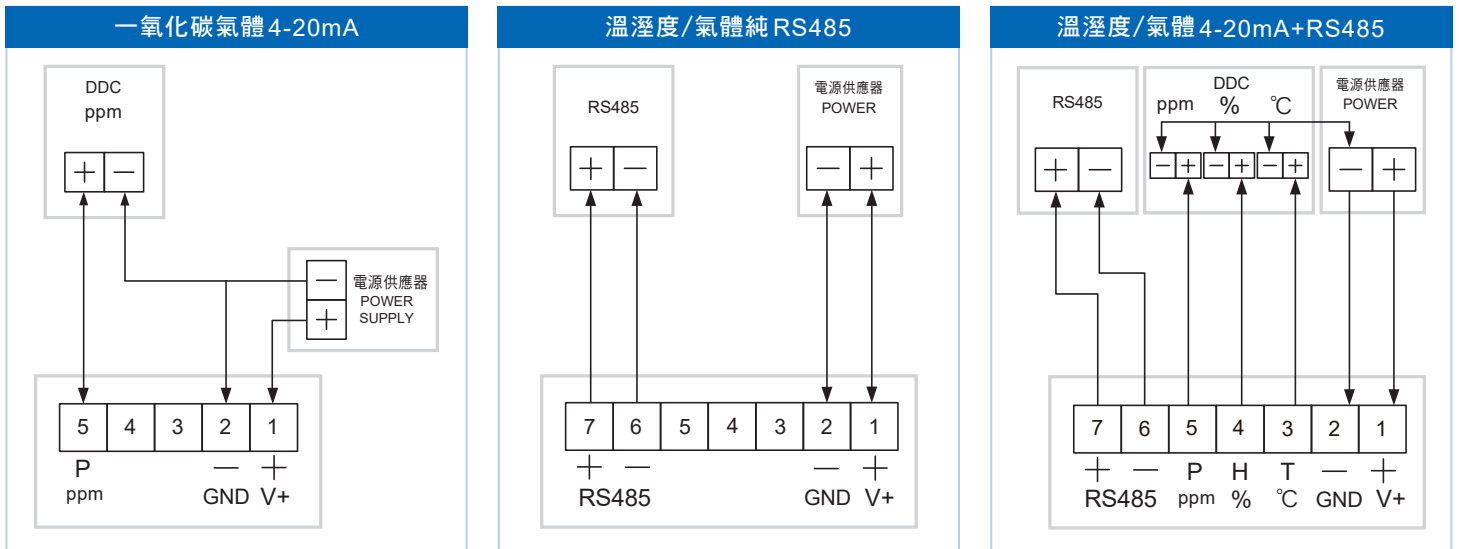 一氧化碳氣體4-20mA
DDC
ppm
+ −
− 電源供應器
POWER
+ SUPPLY
5 4 3 2 1
P − +
ppm GND V+
溫溼度/氣體純RS485
RS485
+ −
電源供應器
POWER
− +
7 6 5 4 3 2 1
+ − − +
RS485 GND V+
溫溼度/氣體4-20mA+RS485
RS485
+ −
DDC
ppm % ℃
− + − + − +
電源供應器
POWER
− +
7 6 5 4 3 2 1
+ − P H T − +
RS485 ppm % ℃ GND V+